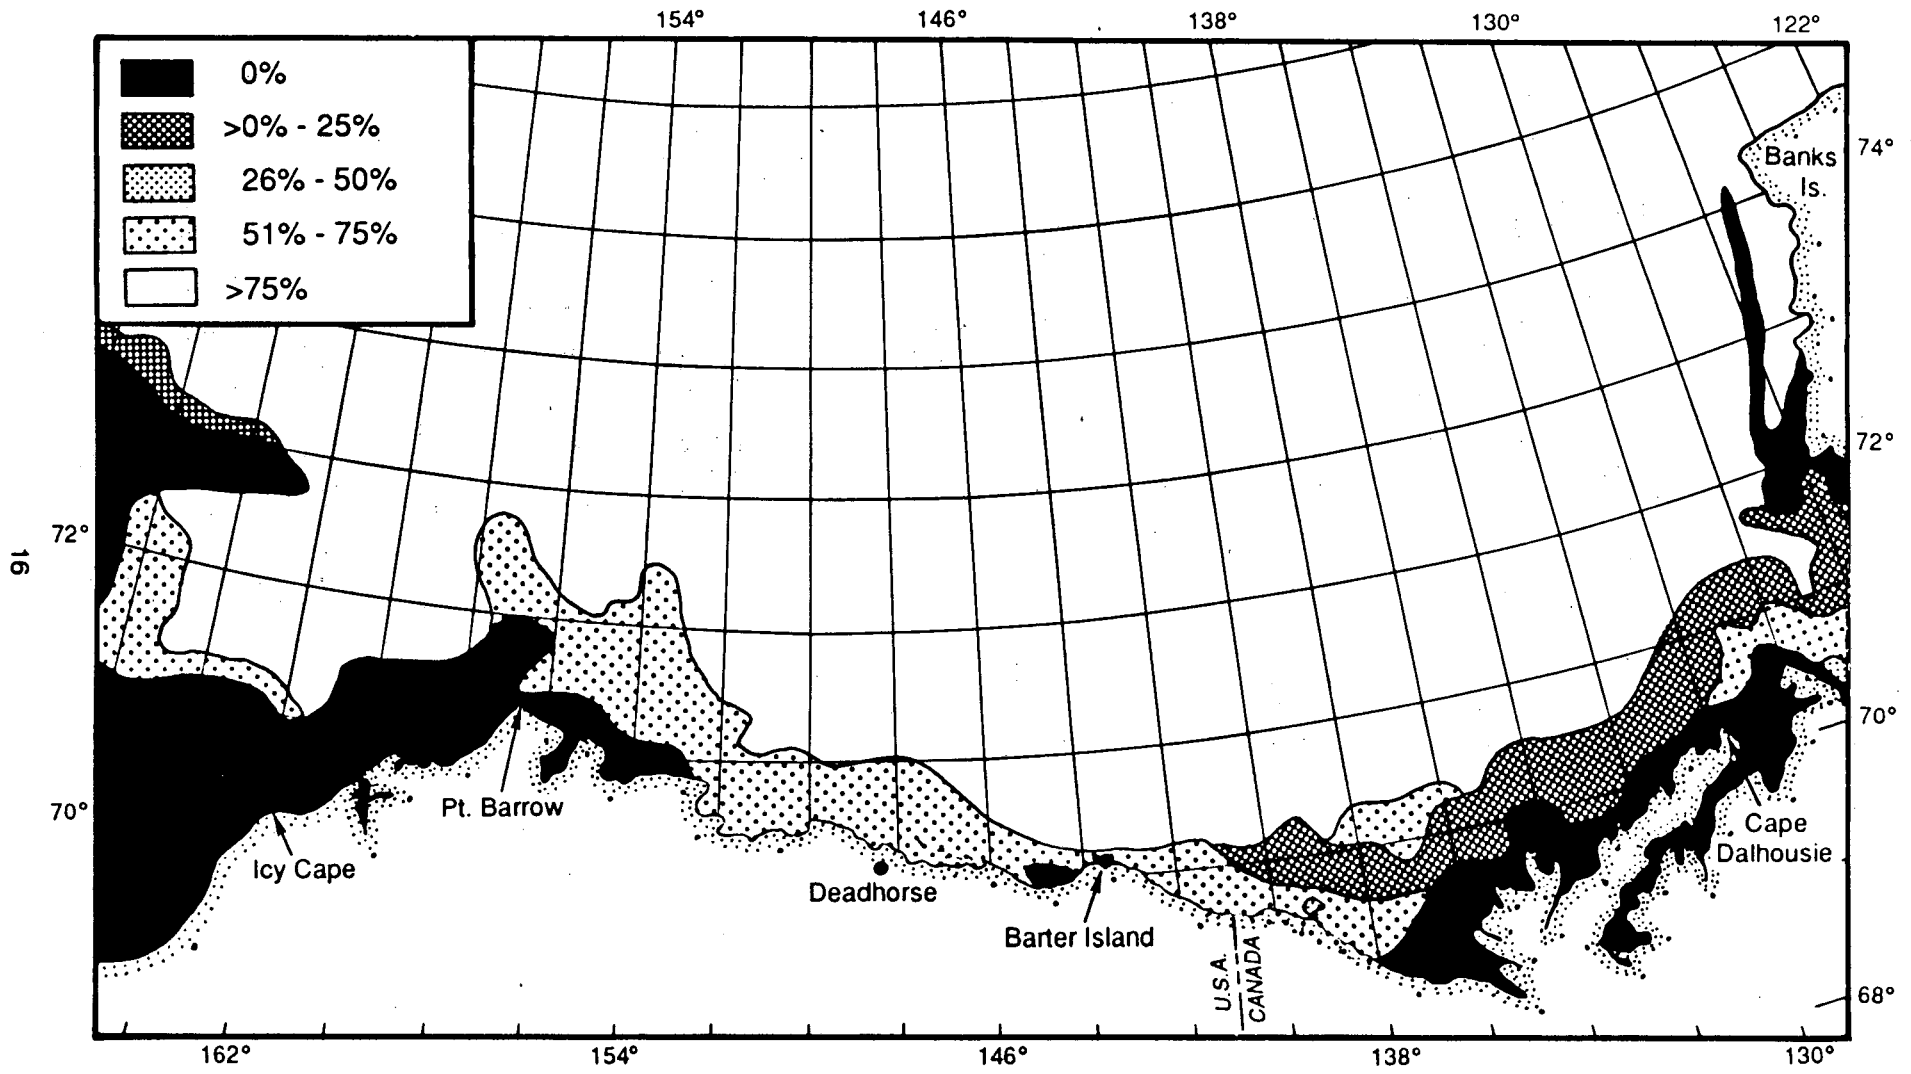 154°
146°
138°
130°
122°
0%
>0% - 25%
26% - 50%
51% - 75%
>75%
Banks
Is.
74°
72°
72°
70°
70°
68°
16
Pt. Barrow
Icy Cape
Deadhorse
Barter Island
U.S.A.
CANADA
Cape
Dalhousie
162°
154°
146°
138°
130°